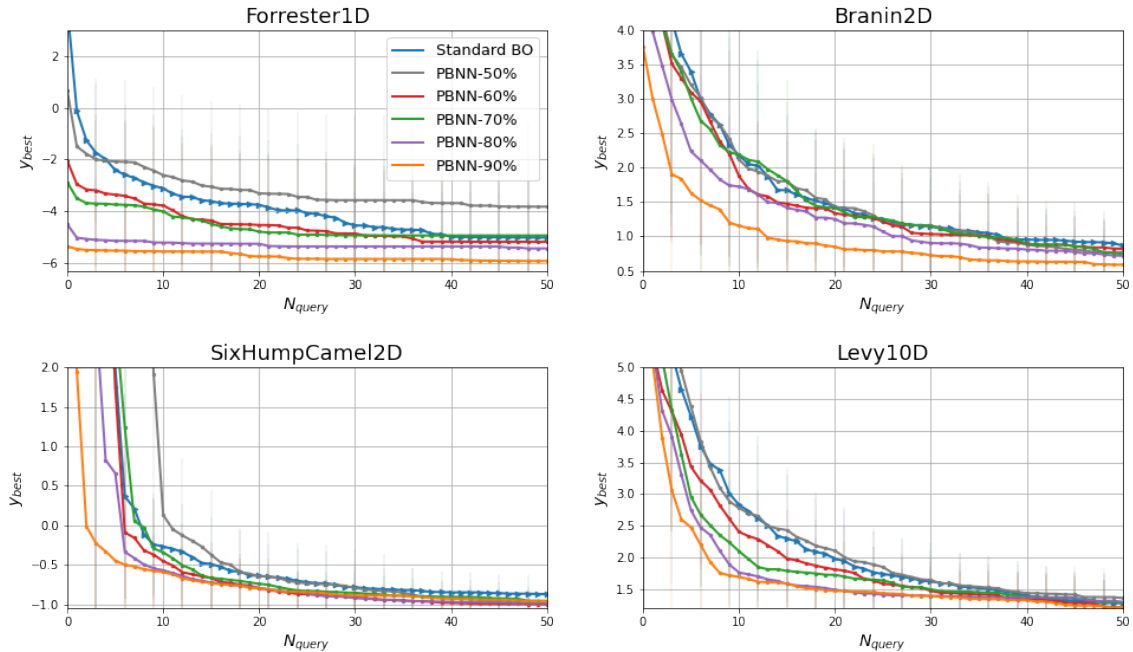 Forrester1D
y_best
2
0
−2
−4
−6
Standard BO
PBNN-50%
PBNN-60%
PBNN-70%
PBNN-80%
PBNN-90%
0 10 20 30 40 50
N_query
Branin2D
y_best
4.0
3.5
3.0
2.5
2.0
1.5
1.0
0.5
0 10 20 30 40 50
N_query
SixHumpCamel2D
y_best
2.0
1.5
1.0
0.5
0.0
−0.5
−1.0
0 10 20 30 40 50
N_query
Levy10D
y_best
5.0
4.5
4.0
3.5
3.0
2.5
2.0
1.5
0 10 20 30 40 50
N_query